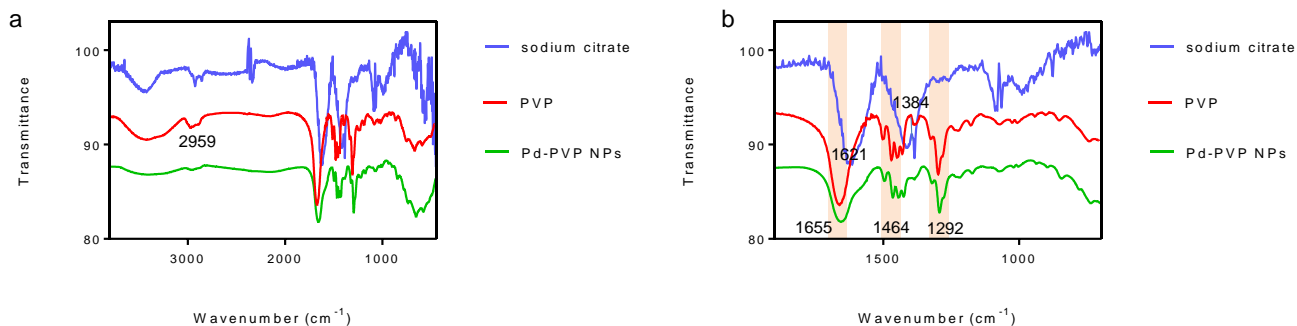 a
100
90
80
Transmittance
2959
3000
2000
1000
Wavenumber (cm-1)
sodium citrate
PVP
Pd-PVP NPs
b
100
90
80
Transmittance
1384
1621
1655
1464
1292
1500
1000
Wavenumber (cm-1)
sodium citrate
PVP
Pd-PVP NPs